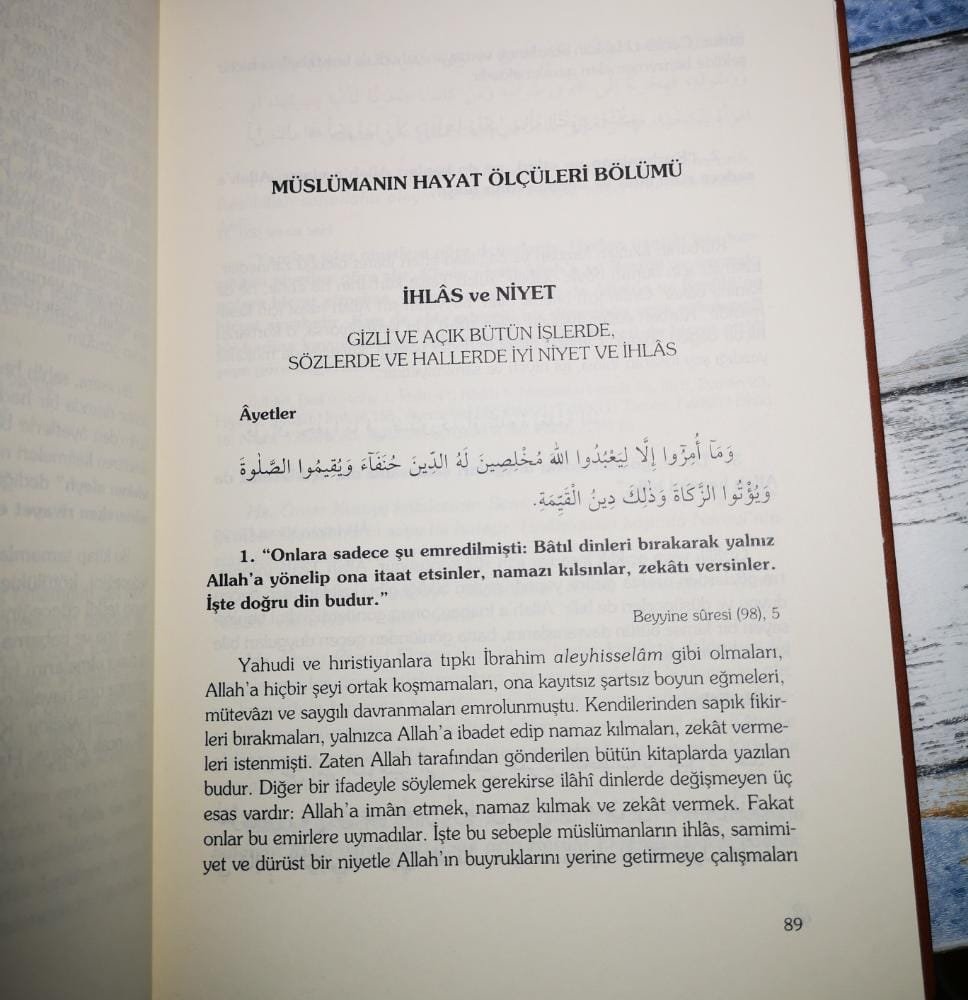 MÜSLÜMANIN HAYAT ÖLÇÜLERİ BÖLÜMÜ
İHLÂS ve NİYET
GİZLİ VE AÇIK BÜTÜN İŞLERDE,
SÖZLERDE VE HALLERDE İYİ NİYET VE İHLÂS
Âyetler
وَمَآ أُمِرُٓوا إِلَّا لِيَعْبُدُوا اللهَ مُخْلِصِينَ لَهُ الدِّينَ حُنَفَآءَ وَيُقِيمُوا الصَّلٰوةَ
وَيُؤْتُوا الزَّكَاةَ وَذٰلِكَ دِينُ الْقَيِّمَةِ.
1. “Onlara sadece şu emredilmişti: Bâtıl dinleri bırakarak yalnız
Allah’a yönelip ona itaat etsinler, namazı kılsınlar, zekâtı versinler.
İşte doğru din budur.”
Beyyine sûresi (98), 5
Yahudi ve hıristiyanlara tıpkı İbrahim aleyhisselâm gibi olmaları,
Allah’a hiçbir şeyi ortak koşmamaları, ona kayıtsız şartsız boyun eğmeleri,
mütevâzı ve saygılı davranmaları emrolunmuştu. Kendilerinden sapık fikir-
leri bırakmaları, yalnızca Allah’a ibadet edip namaz kılmaları, zekât verme-
leri istenmişti. Zaten Allah tarafından gönderilen bütün kitaplarda yazılan
budur. Diğer bir ifadeyle söylemek gerekirse ilâhî dinlerde değişmeyen üç
esas vardır: Allah’a imân etmek, namaz kılmak ve zekât vermek. Fakat
onlar bu emirlere uymadılar. İşte bu sebeple müslümanların ihlâs, samimi-
yet ve dürüst bir niyetle Allah’ın buyruklarını yerine getirmeye çalışmaları
89